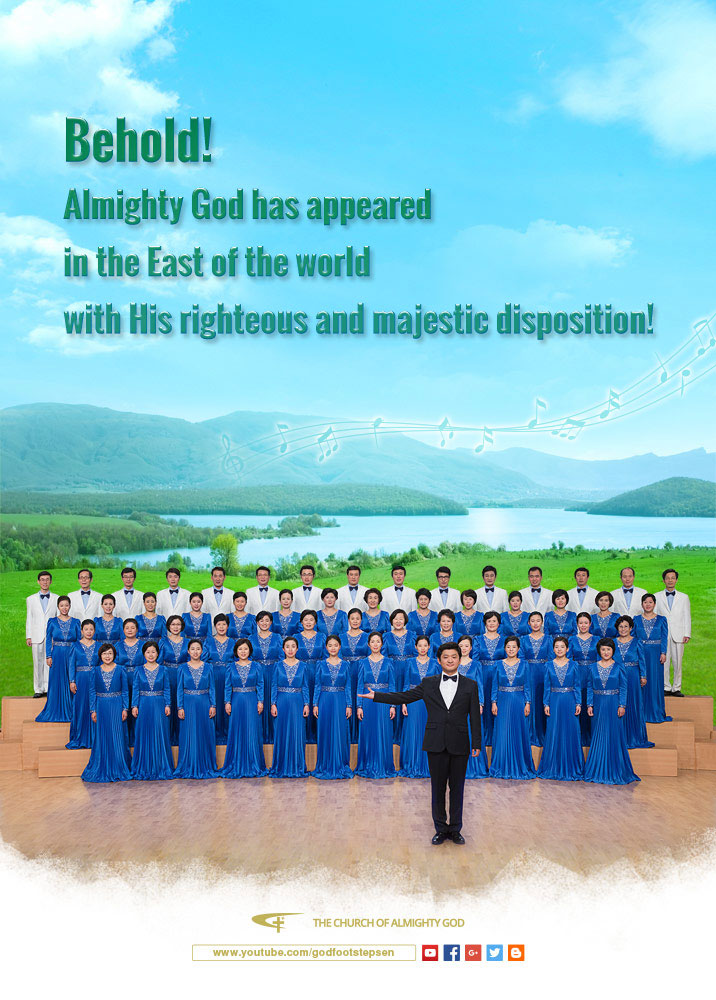 Behold!
Almighty God has appeared
in the East of the world
with His righteous and majestic disposition!
THE CHURCH OF ALMIGHTY GOD
www.youtube.com/godfootstepsen